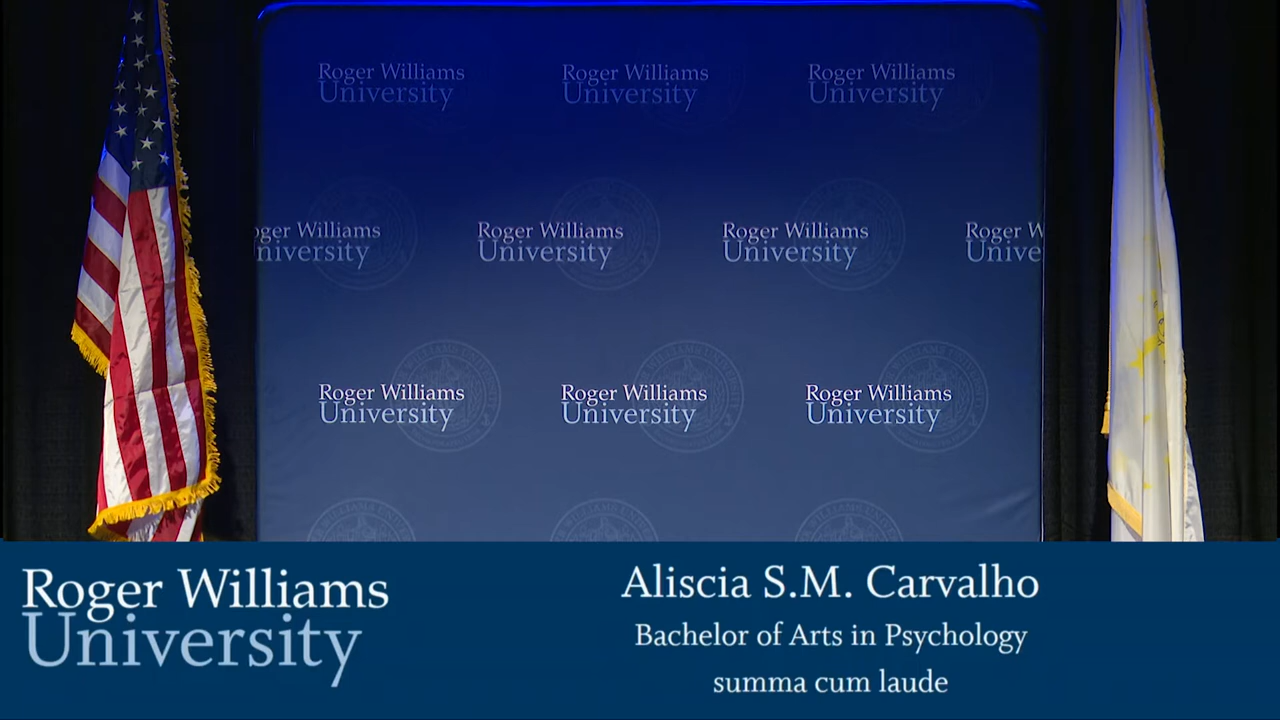 Roger Williams
University
Roger Williams
University
Roger Williams
University
Roger Williams
University
Roger Williams
University
Roger Williams
University
Roger W
Unive
Roger Williams
University
Roger Williams
University
Roger Williams
University
Roger Williams
University
Aliscia S.M. Carvalho
Bachelor of Arts in Psychology
summa cum laude